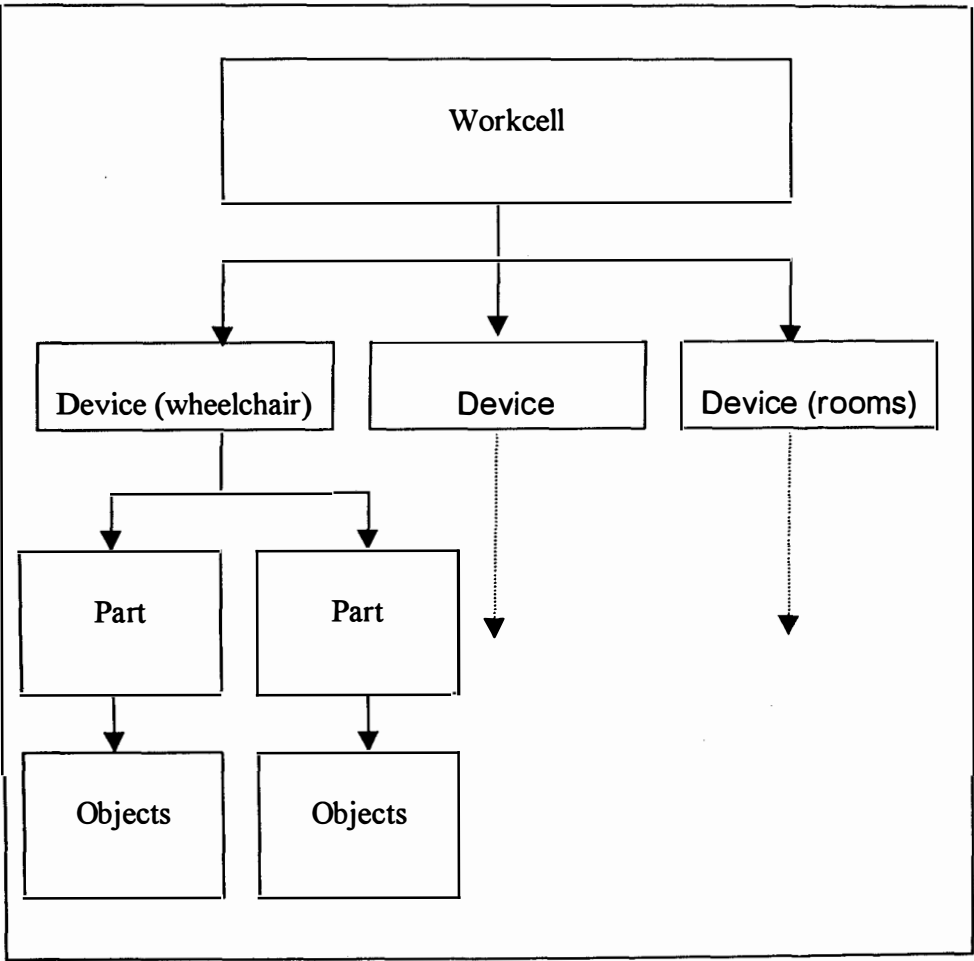 Workcell
Device (wheelchair)
Device
Device (rooms)
Part
Part
Objects
Objects